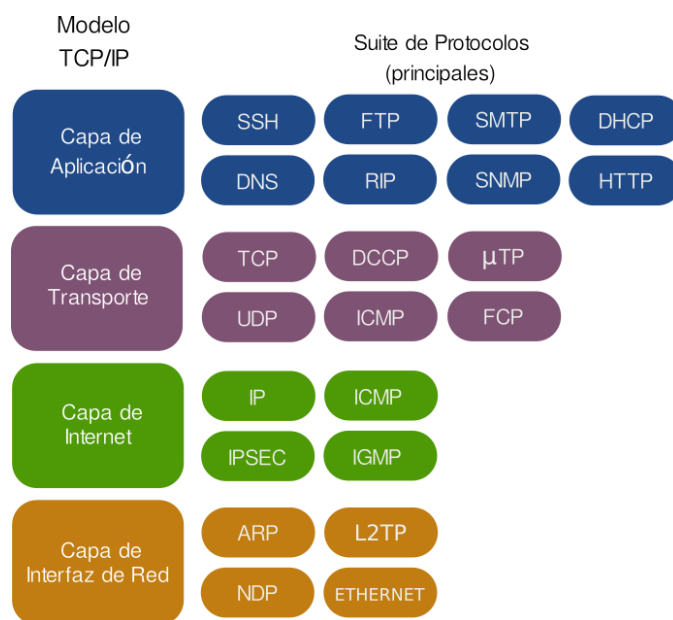 Modelo
TCP/IP
Suite de Protocolos
(principales)
Capa de
Aplicación
SSH
FTP
SMTP
DHCP
DNS
RIP
SNMP
HTTP
Capa de
Transporte
TCP
DCCP
µTP
UDP
ICMP
FCP
Capa de
Internet
IP
ICMP
IPSEC
IGMP
Capa de
Interfaz de Red
ARP
L2TP
NDP
ETHERNET